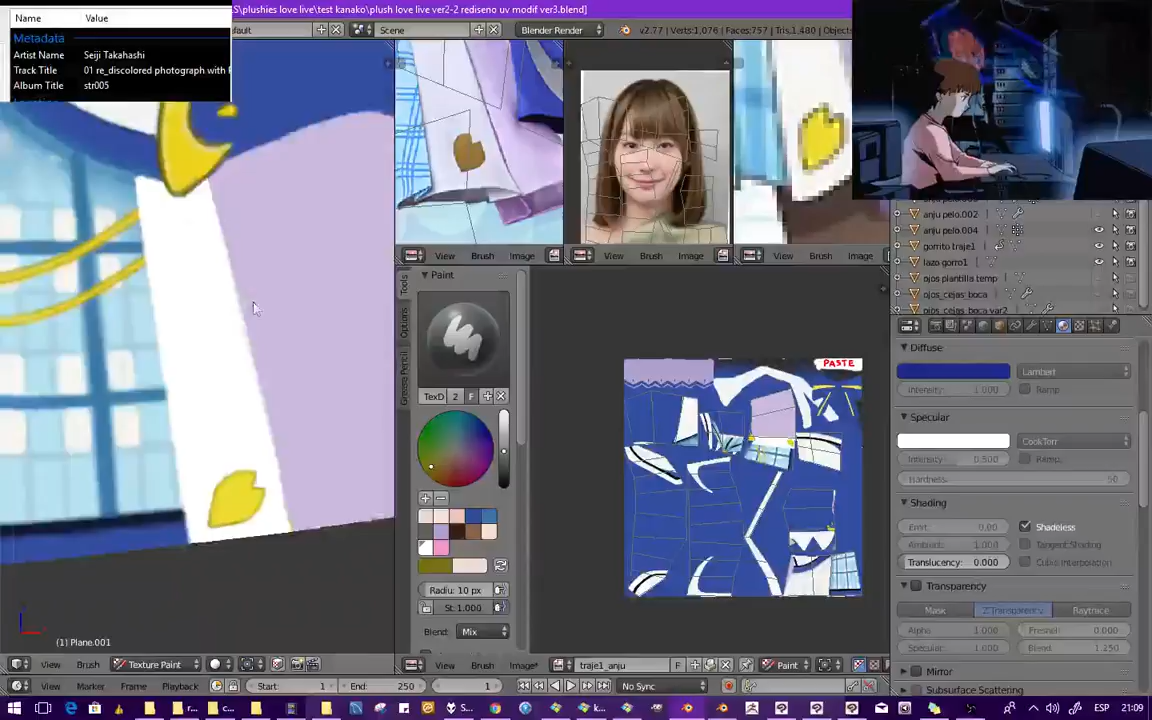 S\plushies love live\test kanako\plush love live ver2-2 rediseno uv modif ver3.blend]
Name Value
Metadata
Artist Name Seiji Takahashi
Track Title 01 re_discolored photograph with
Album Title str005
efault Scene Blender Render v2.77 | Verts:1,076 | Faces:757 | Tris:1,480 | Objects
anju pelo.002
anju pelo.004
gorrito traje1
lazo gorro1
ojos plantilla temp
ojos_cejas_boca
ojos_cejas_boca var2
View Brush Image
View Brush Image
View Brush Image
Tools
Options
Grease Pencil
Paint
TexD 2 F
Radiu: 10 px
St: 1.000
Blend: Mix
PASTE
Diffuse
Lambert
Intensity: 1.000 Ramp
Specular
CookTorr
Intensity: 0.500 Ramp
Hardness: 50
Shading
Emit: 0.00 Shadeless
Ambient: 1.000 Tangent Shading
Translucency: 0.000 Cubic Interpolation
Transparency
Mask Z Transparency Raytrace
Alpha 1.000 Fresnel: 0.000
Specular: 1.000 Blend: 1.250
Mirror
Subsurface Scattering
(1) Plane.001
View Brush Texture Paint
View Brush Image* traje1_anju F Paint
View Marker Frame Playback Start: 1 End: 250 1 No Sync
S...
k...
r...
c...
ESP 21:09